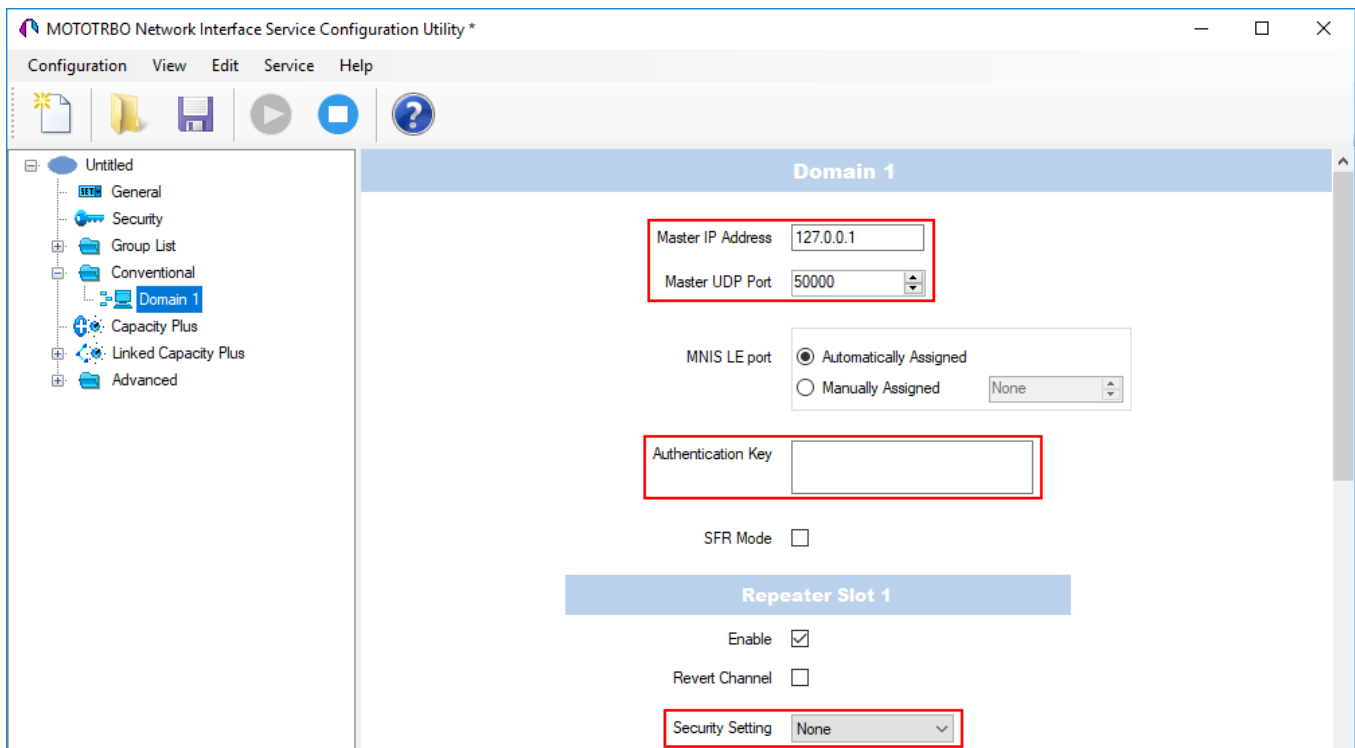 MOTOTRBO Network Interface Service Configuration Utility *
Configuration View Edit Service Help
Untitled
SET
General
Security
Group List
Conventional
Domain 1
Capacity Plus
Linked Capacity Plus
Advanced
Domain 1
Master IP Address 127.0.0.1
Master UDP Port 50000
MNIS LE port Automatically Assigned
Manually Assigned None
Authentication Key
SFR Mode
Repeater Slot 1
Enable
Revert Channel
Security Setting None